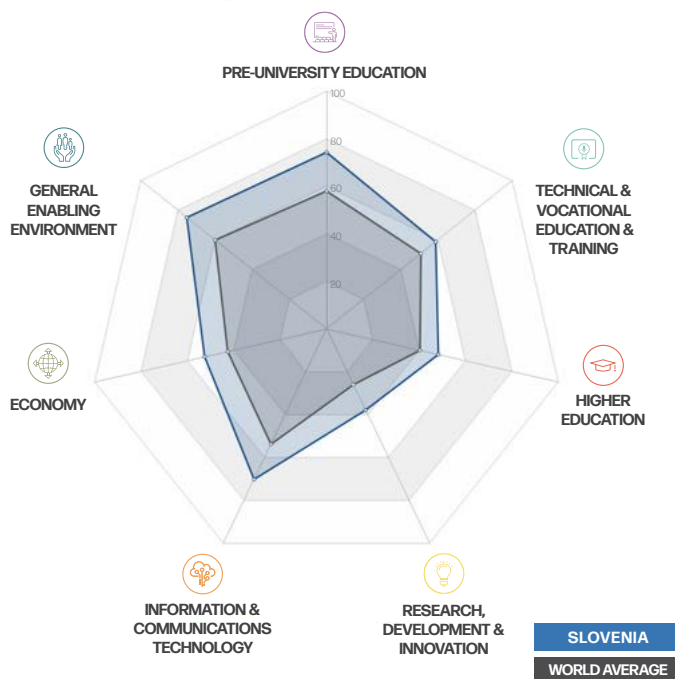 PRE-UNIVERSITY EDUCATION
100
80
60
40
20
GENERAL
ENABLING
ENVIRONMENT
TECHNICAL &
VOCATIONAL
EDUCATION &
TRAINING
ECONOMY
HIGHER
EDUCATION
INFORMATION &
COMMUNICATIONS
TECHNOLOGY
RESEARCH,
DEVELOPMENT &
INNOVATION
SLOVENIA
WORLD AVERAGE